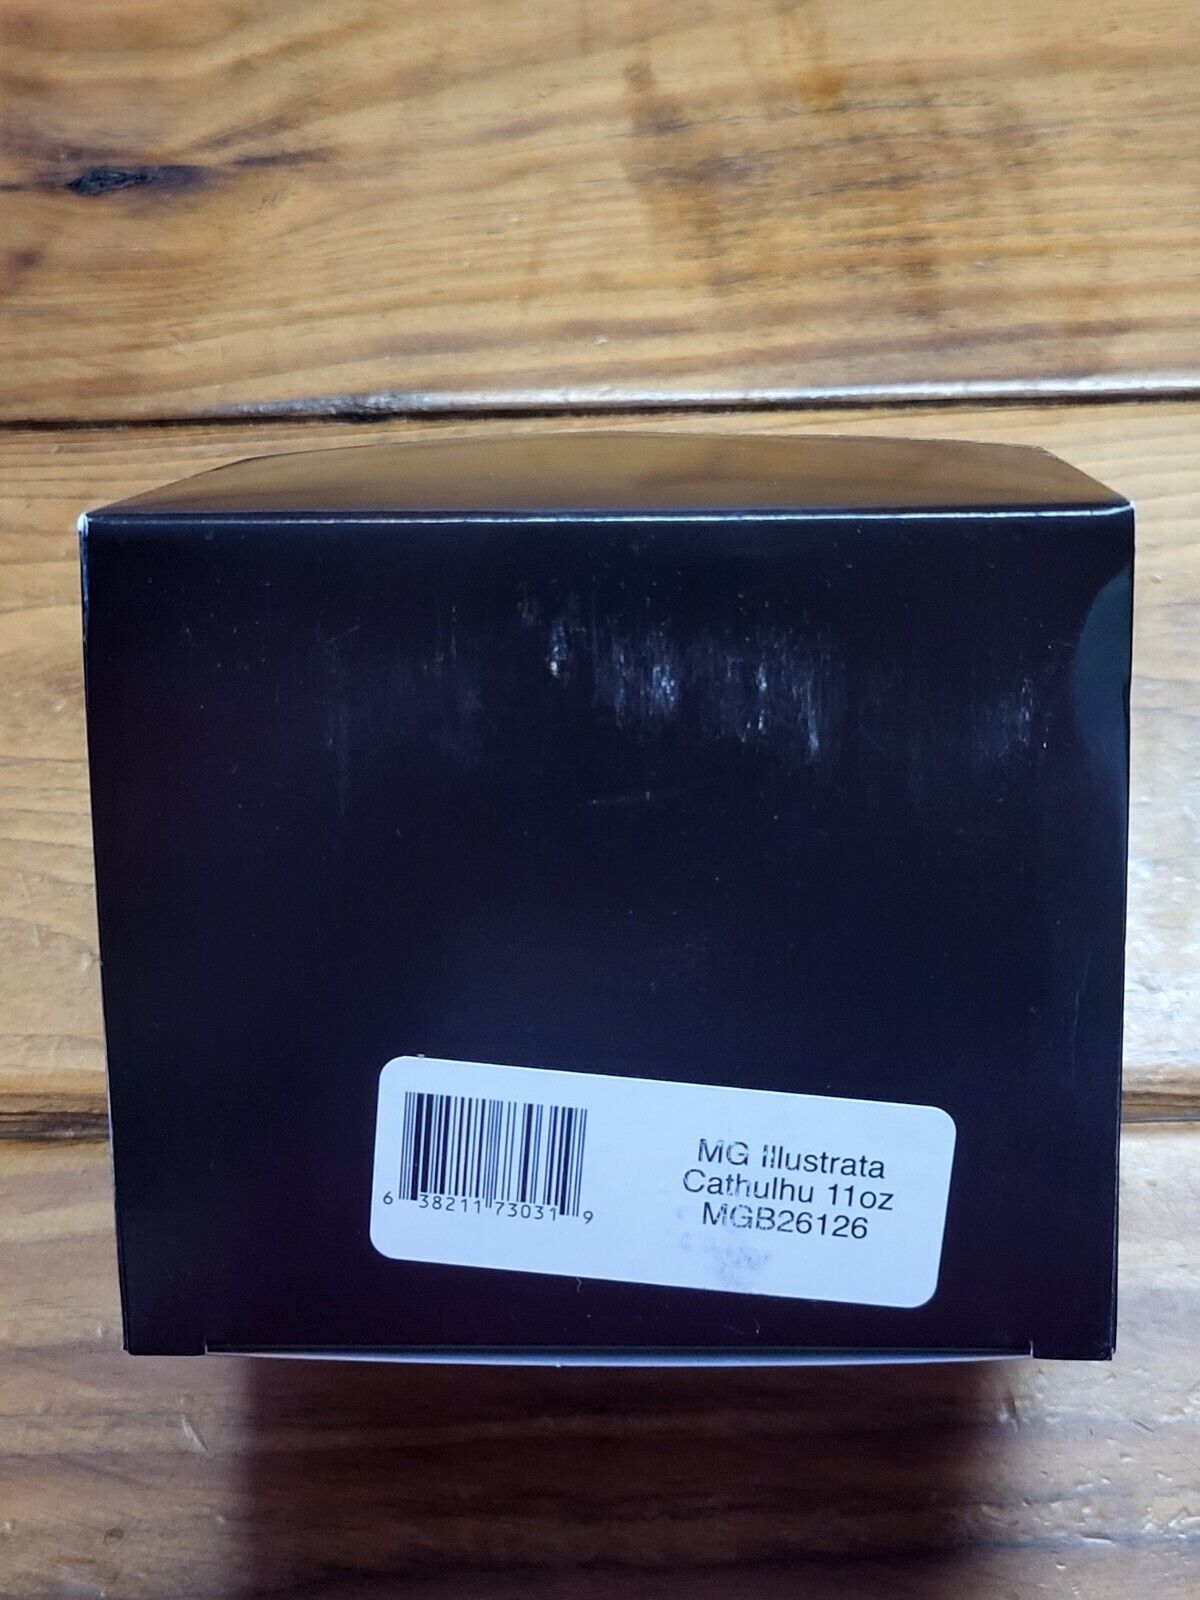 6 38211 73031 9
MG Illustrata
Cathulhu 11oz
MGB26126